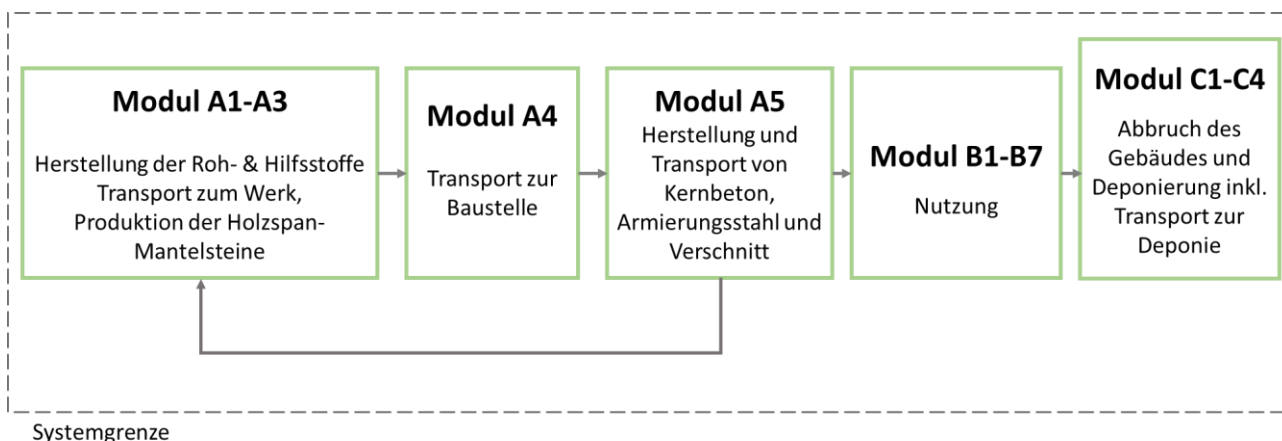 Modul A1-A3
Herstellung der Roh- & Hilfsstoffe
Transport zum Werk,
Produktion der Holzspan-
Mantelsteine
Modul A4
Transport zur
Baustelle
Modul A5
Herstellung und
Transport von
Kernbeton,
Armierungsstahl und
Verschnitt
Modul B1-B7
Nutzung
Modul C1-C4
Abbruch des
Gebäudes und
Deponierung inkl.
Transport zur
Deponie
Systemgrenze